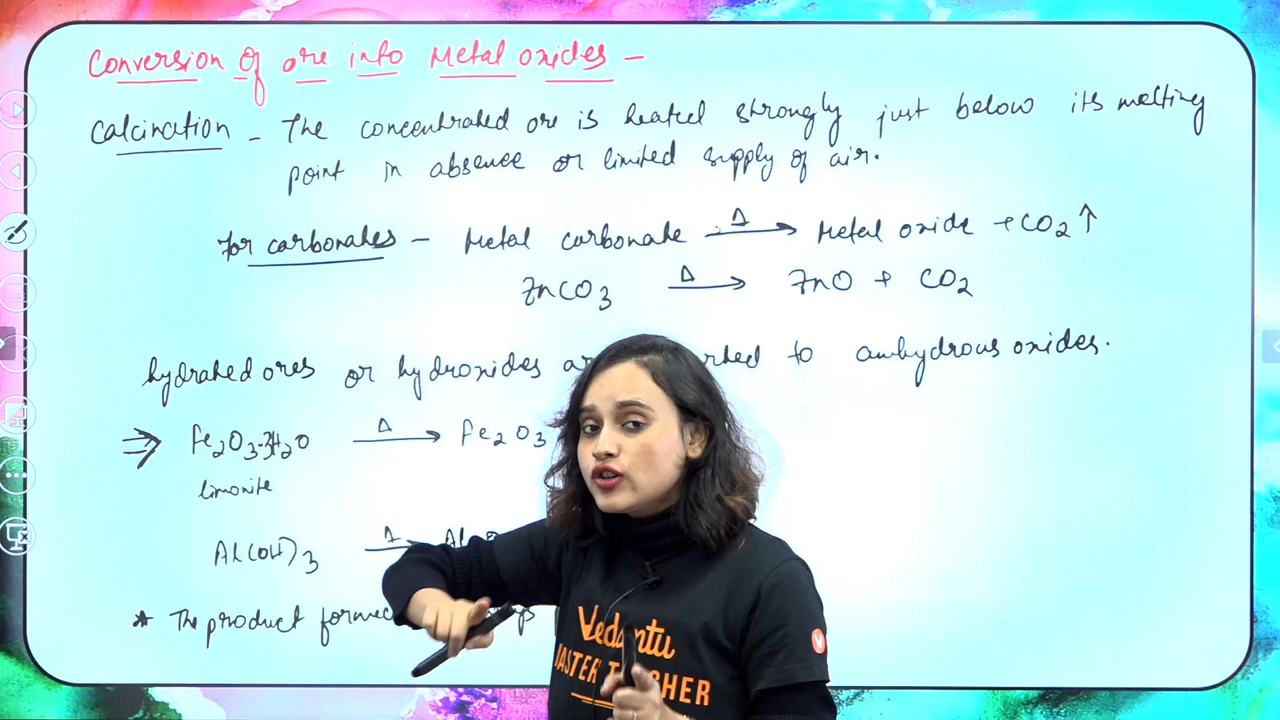 Conversion of ore into Metal oxides -
Calcination - The concentrated ore is heated strongly just below its melting
point in absence or limited supply of air.
For carbonates - Metal carbonate Δ→ Metal oxide + CO2 ↑
ZnCO3 Δ→ ZnO + CO2
hydrated ores or hydroxides to anhydrous oxides.
⇒ Fe2O3·3H2O Δ→ Fe2O3
limonite
Al(OH)3 Δ→ Al
* The product
Vedantu
MASTER TEACHER
V